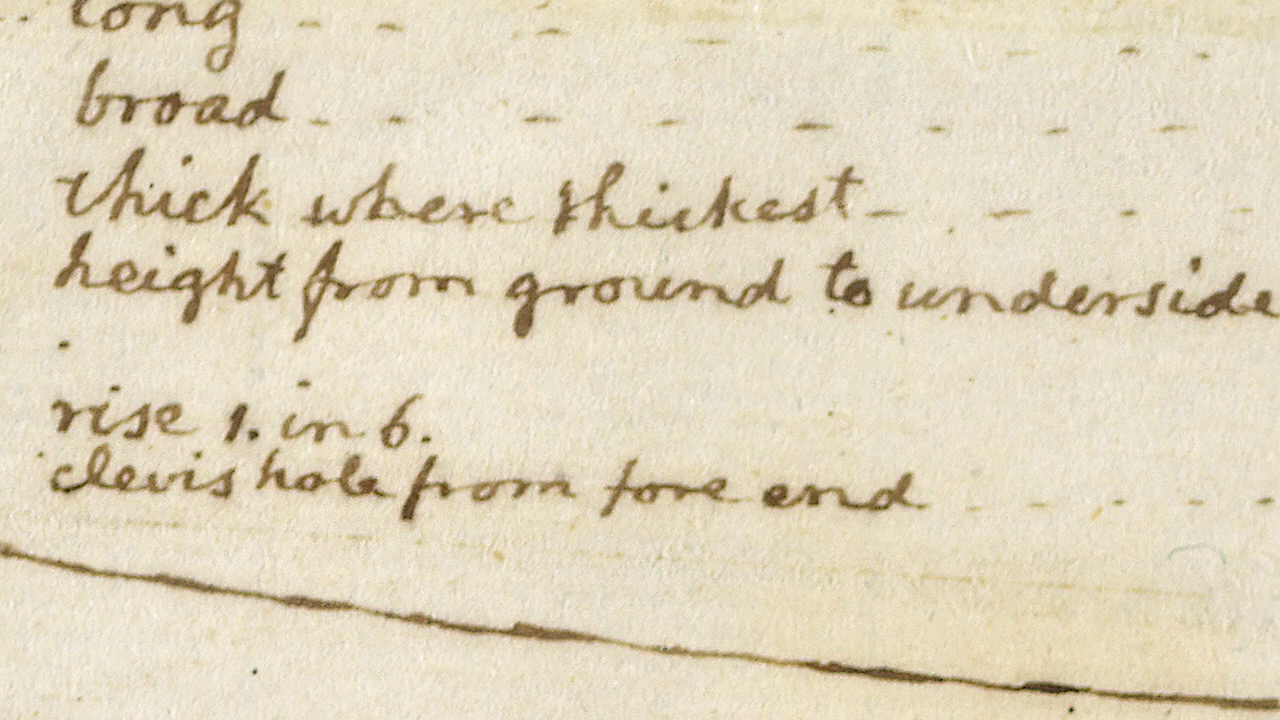 long - - - - - - - -
broad - - - - - - - -
thick where thickest - - - -
height from ground to underside
rise 1. in 6.
clevis hole from fore end - - - - -